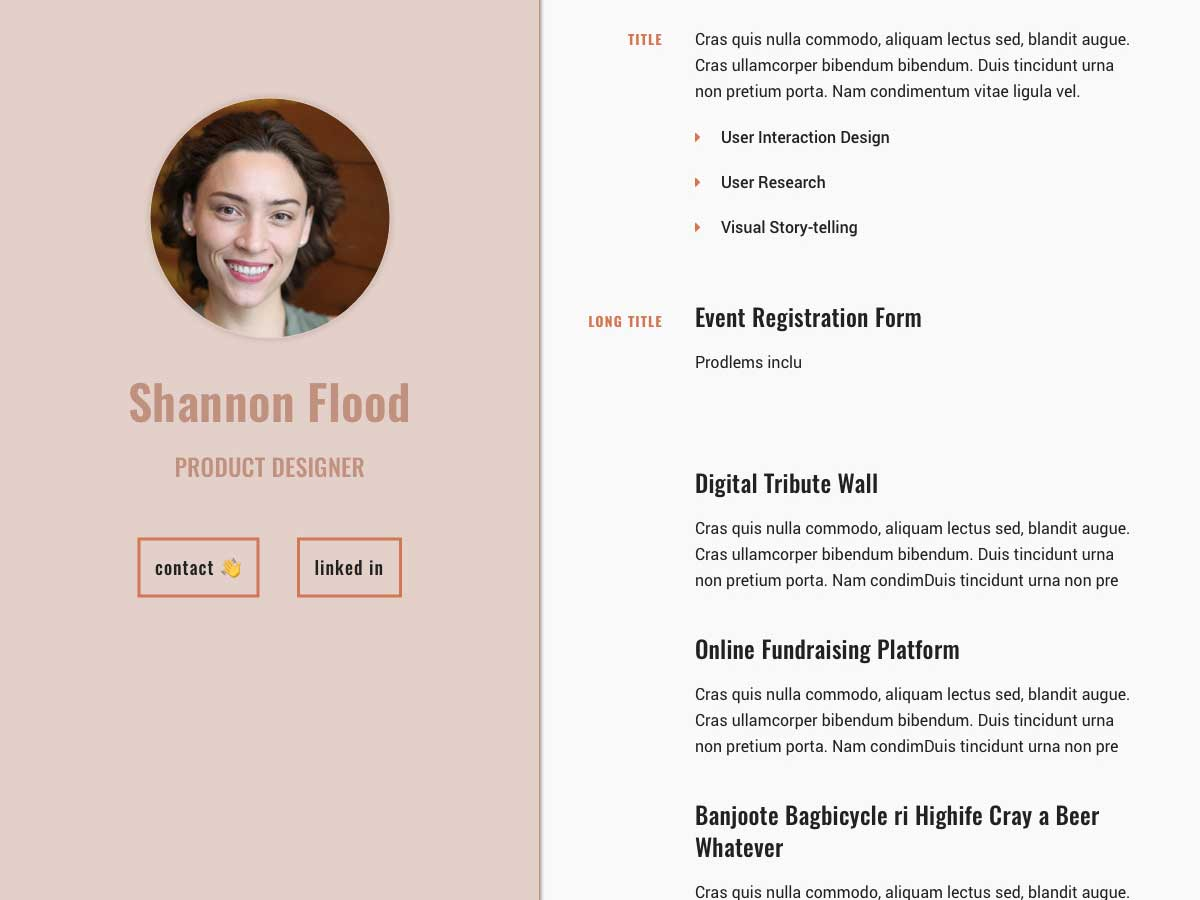 Shannon Flood
PRODUCT DESIGNER
contact 👋
linked in
TITLE
Cras quis nulla commodo, aliquam lectus sed, blandit augue.
Cras ullamcorper bibendum bibendum. Duis tincidunt urna
non pretium porta. Nam condimentum vitae ligula vel.
User Interaction Design
User Research
Visual Story-telling
LONG TITLE
Event Registration Form
Prodlems inclu
Digital Tribute Wall
Cras quis nulla commodo, aliquam lectus sed, blandit augue.
Cras ullamcorper bibendum bibendum. Duis tincidunt urna
non pretium porta. Nam condimDuis tincidunt urna non pre
Online Fundraising Platform
Cras quis nulla commodo, aliquam lectus sed, blandit augue.
Cras ullamcorper bibendum bibendum. Duis tincidunt urna
non pretium porta. Nam condimDuis tincidunt urna non pre
Banjoote Bagbicycle ri Highife Cray a Beer
Whatever
Cras quis nulla commodo, aliquam lectus sed, blandit augue.